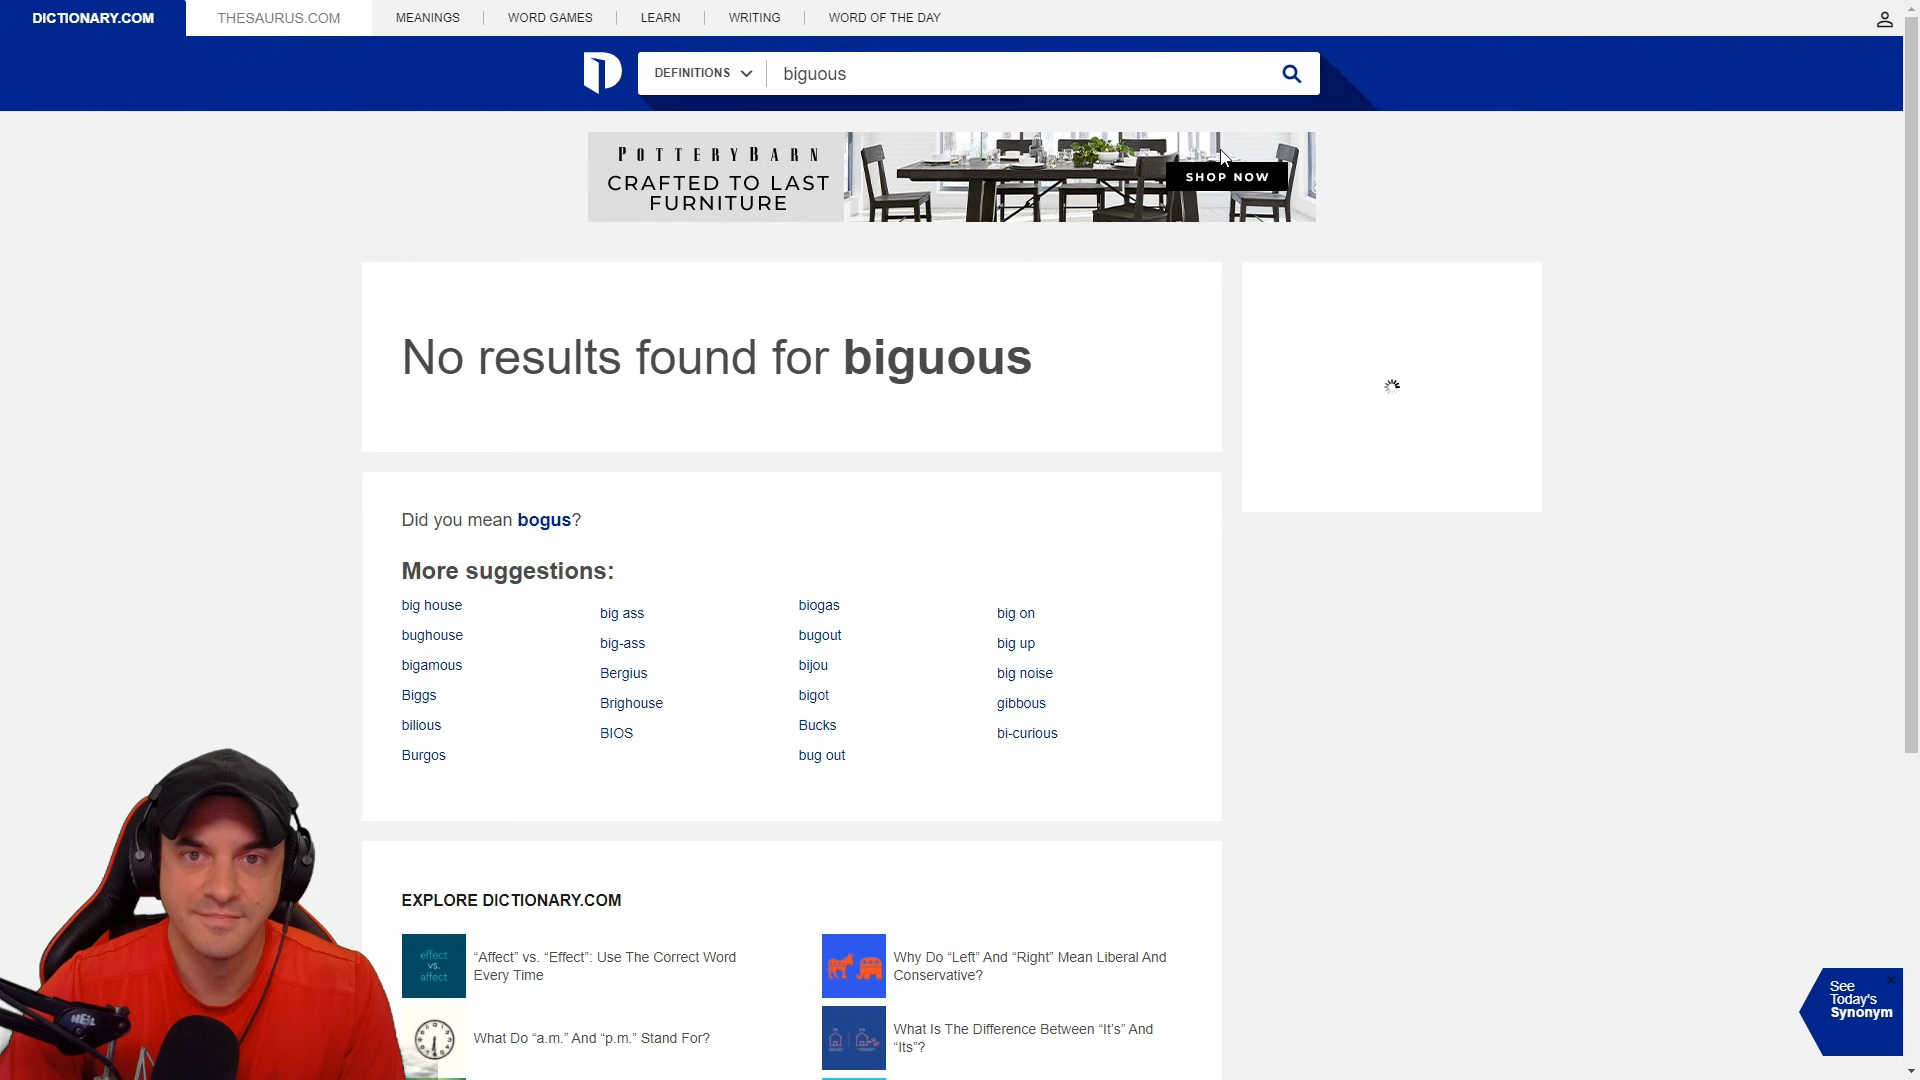 DICTIONARY.COM
THESAURUS.COM
MEANINGS
WORD GAMES
LEARN
WRITING
WORD OF THE DAY
DEFINITIONS
biguous
POTTERYBARN
CRAFTED TO LAST
FURNITURE
SHOP NOW
No results found for biguous
Did you mean bogus?
More suggestions:
big house
bughouse
bigamous
Biggs
bilious
Burgos
big ass
big-ass
Bergius
Brighouse
BIOS
biogas
bugout
bijou
bigot
Bucks
bug out
big on
big up
big noise
gibbous
bi-curious
EXPLORE DICTIONARY.COM
effect
vs.
affect
“Affect” vs. “Effect”: Use The Correct Word
Every Time
Why Do “Left” And “Right” Mean Liberal And
Conservative?
What Do “a.m.” And “p.m.” Stand For?
What Is The Difference Between “It’s” And
“Its”?
See
Today's
Synonym
HEIL